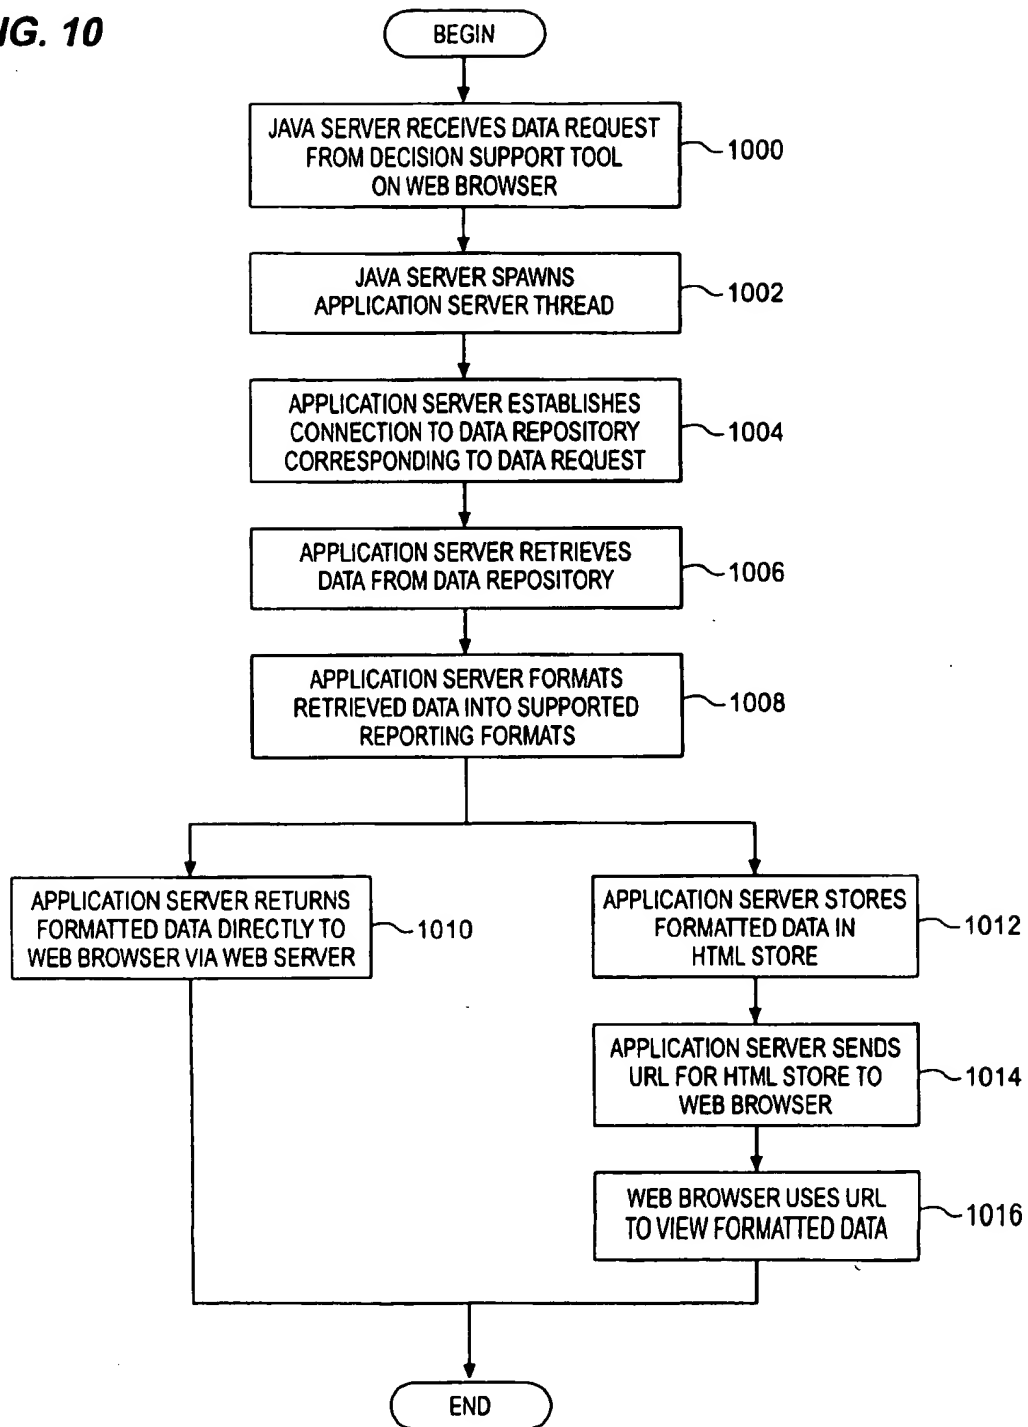 IG. 10
BEGIN
JAVA SERVER RECEIVES DATA REQUEST
FROM DECISION SUPPORT TOOL
ON WEB BROWSER
1000
JAVA SERVER SPAWNS
APPLICATION SERVER THREAD
1002
APPLICATION SERVER ESTABLISHES
CONNECTION TO DATA REPOSITORY
CORRESPONDING TO DATA REQUEST
1004
APPLICATION SERVER RETRIEVES
DATA FROM DATA REPOSITORY
1006
APPLICATION SERVER FORMATS
RETRIEVED DATA INTO SUPPORTED
REPORTING FORMATS
1008
APPLICATION SERVER RETURNS
FORMATTED DATA DIRECTLY TO
WEB BROWSER VIA WEB SERVER
1010
APPLICATION SERVER STORES
FORMATTED DATA IN
HTML STORE
1012
APPLICATION SERVER SENDS
URL FOR HTML STORE TO
WEB BROWSER
1014
WEB BROWSER USES URL
TO VIEW FORMATTED DATA
1016
END